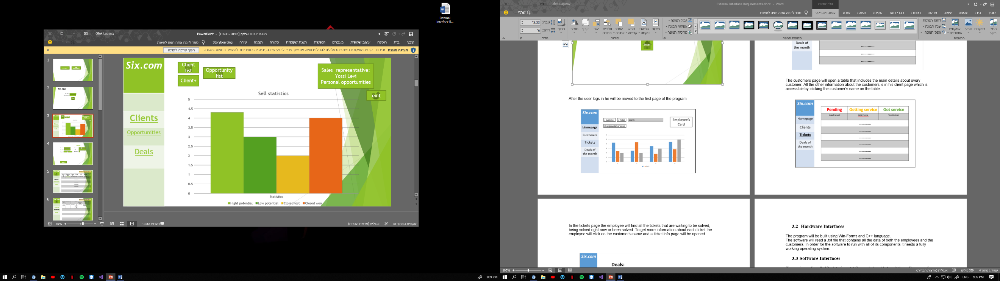 External
Interface R...
Ofek Lugassy
מצגת יסודות.pptx [תצוגה מוגנת] - PowerPoint
קובץ
בית
הוספה
עיצוב שקופית
מעברים
הנפשות
הצגת שקופיות
סקירה
תצוגה
עזרה
Storyboarding
ספר לי מה אתה רוצה לעשות
תצוגה מוגנת זהירות - קבצים שמקורם באינטרנט עלולים להכיל וירוסים. אם אינך צריך לבצע עריכה, יהיה זה בטוח יותר להישאר בתצוגה מוגנת.
הפוך עריכה לזמינה
1
2
SIX.COM
3
4
5
6
Six.com
Client list
Client+
Opportunity list
Sales representative:
Yossi Levi
Personal opportunities
exit
Clients
Opportunities
Deals
Sell statistics
5
4.5
4
3.5
3
2.5
2
1.5
1
0.5
0
Statistics
Hight potential
Low potential
Closed lost
Closed won
שקופית 3 מתוך 18
אנגלית (ארצות הברית)
הערות הסובר
80%
5:39 PM
Ofek Lugassy
External Interface Requirements.docx - Word
כלי תמונות
קובץ
בית
הוספה
עיצוב
פריסה
הפניות
דברי דואר
סקירה
תצוגה
עזרה
עיצוב אובייקט
ספר לי מה אתה רוצה לעשות
שתף
הסר רקע
תיקונים
צבע
אפקטים אמנותיים
דחוס תמונות
שנה תמונה
אפס תמונה
התאמה
סגנונות תמונה
גבול תמונה
אפקטי תמונה
פריסת תמונה
מיקום
גלישת טקסט
הבא קדימה
העבר אחורה
חלונית בחירה
ישר
קבץ
סובב
סידור
חתוך
גובה: 3.33"
רוחב: 6"
גודל
Enter
After the user logs in he will be moved to the first page of the program
Six.com
+ Customer
+ Ticket
Search
Change customer's deal
Employee's Card
Homepage
Customers
Tickets
Deals of the month
In the tickets page the employee will find all the tickets that are waiting to be solved,
being solved right now or been solved. To get more information about each ticket the
employee will click on the customer's name and a ticket info page will be opened.
Six.com
Deals:
Deals of the month
............
............
............
The customers page will open a table that includes the main details about every
customer. All the other information about the customers is in his client page which is
accessible by clicking the customer's name on the table.
Six.com
Pending
Getting service
Got service
Israel Israeli
Itzik Peretz
Yossi Cohen
Homepage
Clients
Tickets
Deals of the month
............
............
............
............
............
............
3.2 Hardware Interfaces
The program will be built using Win-Forms and C++ language.
The software will read a .txt file that contains all the data of both the employees and the
customers. In order for the software to run with all of its components it needs a fully
working operating system.
3.3 Software Interfaces
עמוד 1 מתוך 4
339 מילים
אנגלית (ארצות הברית)
100%
ENG
5:39 PM